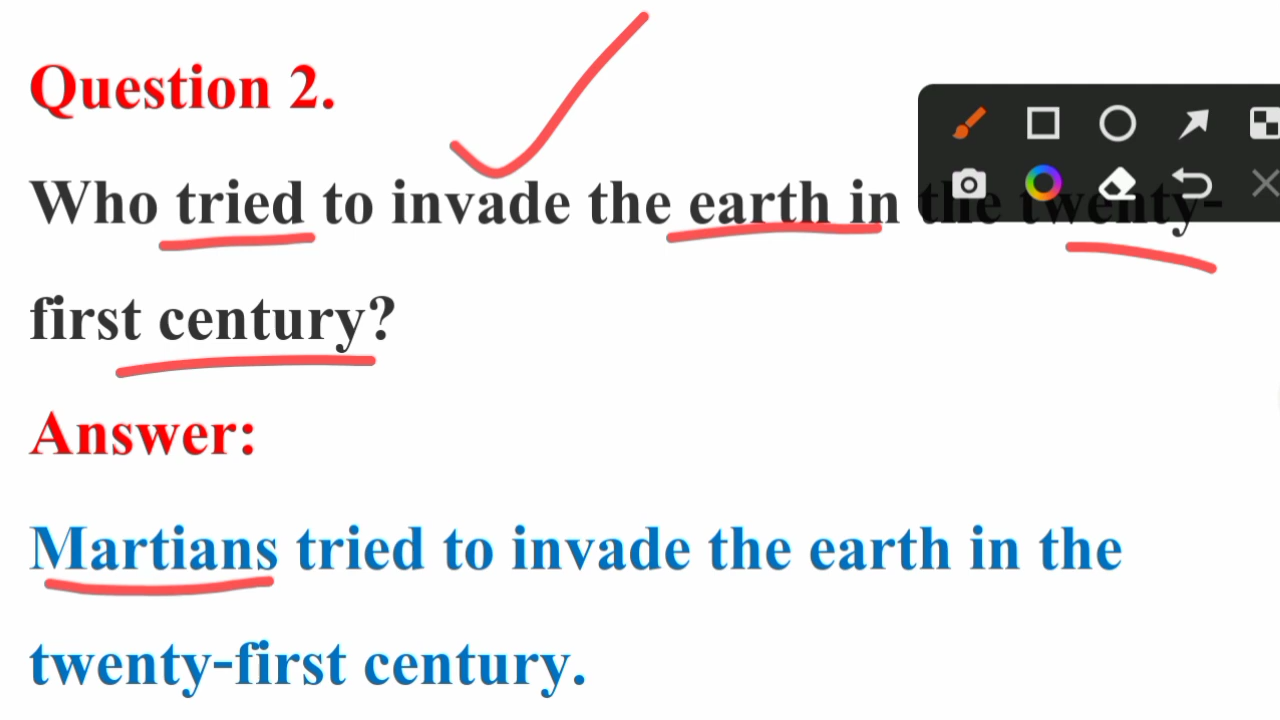 Question 2.
Who tried to invade the earth in the twenty-
first century?
Answer:
Martians tried to invade the earth in the
twenty-first century.